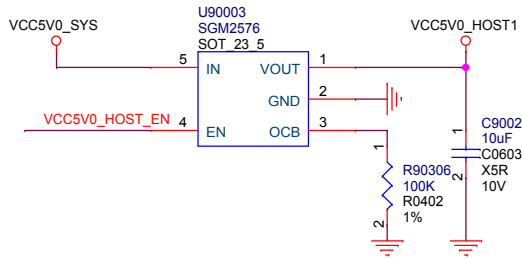 VCC5V0_SYS
U90003
SGM2576
SOT_23_5
VCC5V0_HOST1
5 IN VOUT 1
GND 2
VCC5V0_HOST_EN 4 EN OCB 3
1
R90306
100K
R0402
1%
2
1
C9002
10uF
C0603
X5R
10V
2